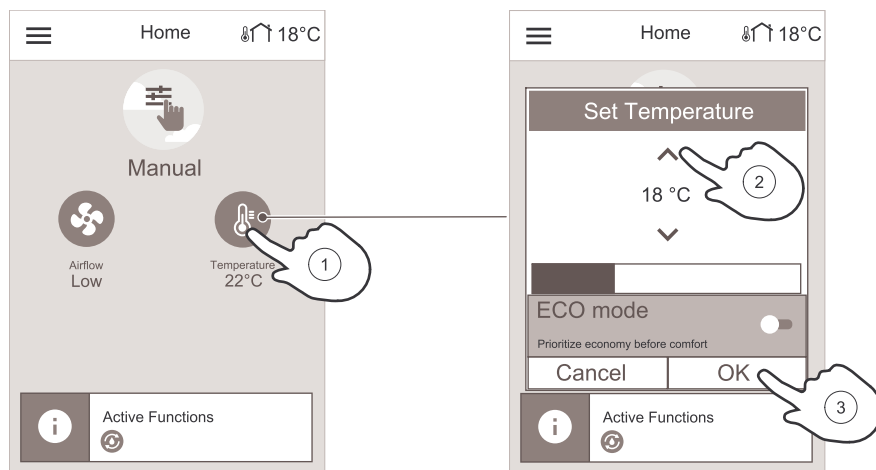 Home 18°C
Manual
Airflow
Low
Temperature
22°C
1
i Active Functions
Home 18°C
Set Temperature
18 °C
2
ECO mode
Prioritize economy before comfort
Cancel OK
3
i Active Functions